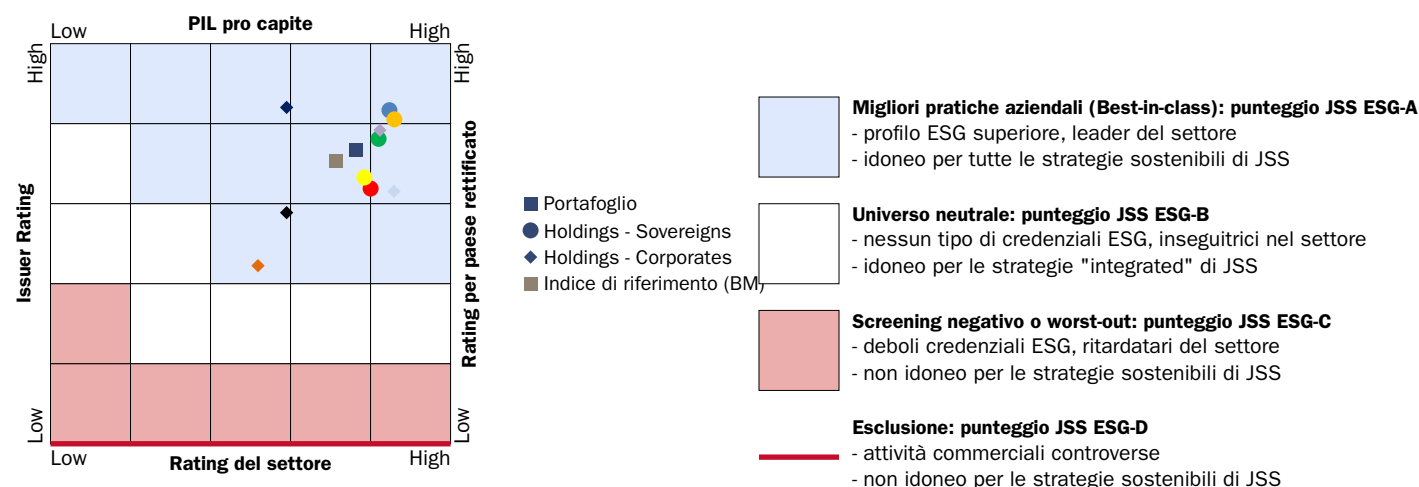 PIL pro capite
Low
High
High
High
Issuer Rating
Rating per paese rettificato
Low
Low
Low
High
Rating del settore
Portafoglio
Holdings - Sovereigns
Holdings - Corporates
Indice di riferimento (BM)
Migliori pratiche aziendali (Best-in-class): punteggio JSS ESG-A
- profilo ESG superiore, leader del settore
- idoneo per tutte le strategie sostenibili di JSS
Universo neutrale: punteggio JSS ESG-B
- nessun tipo di credenziali ESG, inseguitrici nel settore
- idoneo per le strategie "integrated" di JSS
Screening negativo o worst-out: punteggio JSS ESG-C
- deboli credenziali ESG, ritardatari del settore
- non idoneo per le strategie sostenibili di JSS
Esclusione: punteggio JSS ESG-D
- attività commerciali controverse
- non idoneo per le strategie sostenibili di JSS